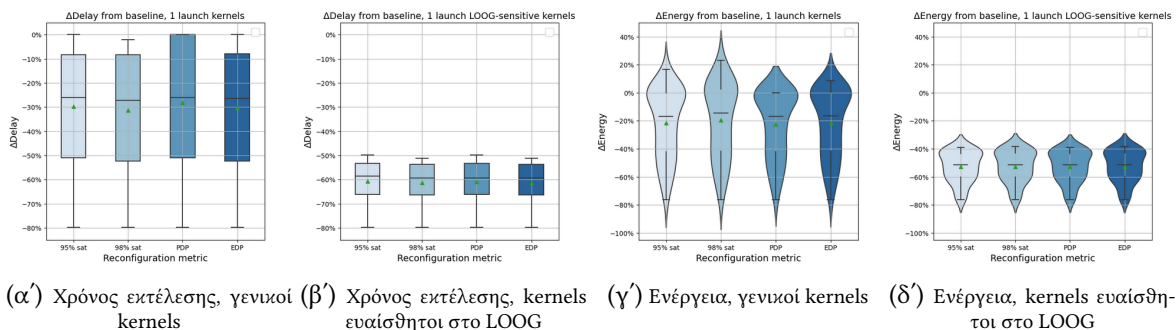 ΔDelay from baseline, 1 launch kernels
0%
−10%
−20%
−30%
−40%
−50%
−60%
−70%
−80%
ΔDelay
95% sat
98% sat
PDP
EDP
Reconfiguration metric
(α′) Χρόνος εκτέλεσης, γενικοί
kernels
ΔDelay from baseline, 1 launch LOOG-sensitive kernels
0%
−10%
−20%
−30%
−40%
−50%
−60%
−70%
−80%
ΔDelay
95% sat
98% sat
PDP
EDP
Reconfiguration metric
(β′) Χρόνος εκτέλεσης, kernels
ευαίσθητοι στο LOOG
ΔEnergy from baseline, 1 launch kernels
40%
20%
0%
−20%
−40%
−60%
−80%
−100%
ΔEnergy
95% sat
98% sat
PDP
EDP
Reconfiguration metric
(γ′) Ενέργεια, γενικοί kernels
ΔEnergy from baseline, 1 launch LOOG-sensitive kernels
40%
20%
0%
−20%
−40%
−60%
−80%
−100%
ΔEnergy
95% sat
98% sat
PDP
EDP
Reconfiguration metric
(δ′) Ενέργεια, kernels ευαίσθη-
τοι στο LOOG